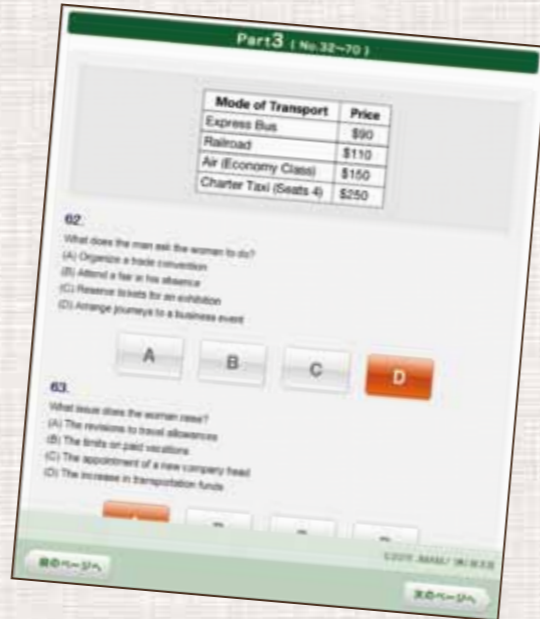 Part3 ( No.32~70 )
Mode of Transport Price
Express Bus $90
Railroad $110
Air (Economy Class) $150
Charter Taxi (Seats 4) $250
62.
What does the man ask the woman to do?
(A) Organize a trade convention
(B) Attend a fair in his absence
(C) Reserve tickets for an exhibition
(D) Arrange journeys to a business event
A B C D
63.
What issue does the woman raise?
(A) The revisions to travel allowances
(B) The limits on paid vacations
(C) The appointment of a new company head
(D) The increase in transportation funds
前のページへ
次のページへ